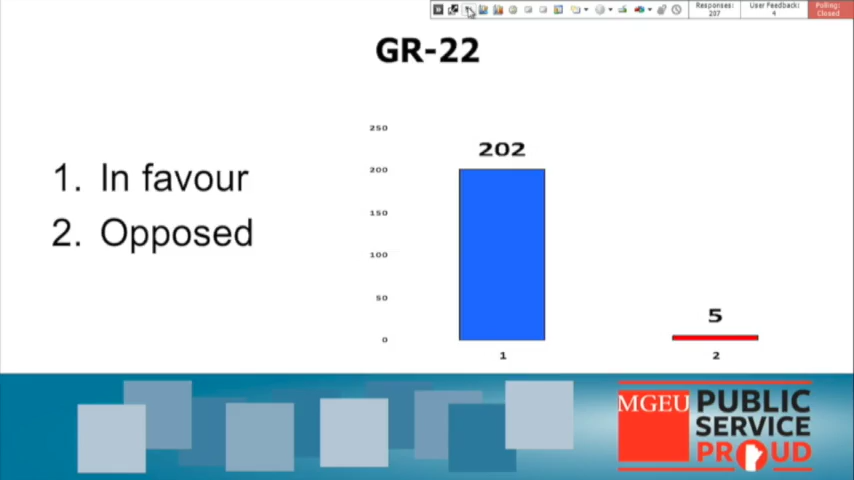 Responses: User Feedback: Polling:
207 4 Closed
GR-22
250
202
200
1. In favour
150
2. Opposed
100
50
5
0
1 2
MGEU PUBLIC
SERVICE
PROUD